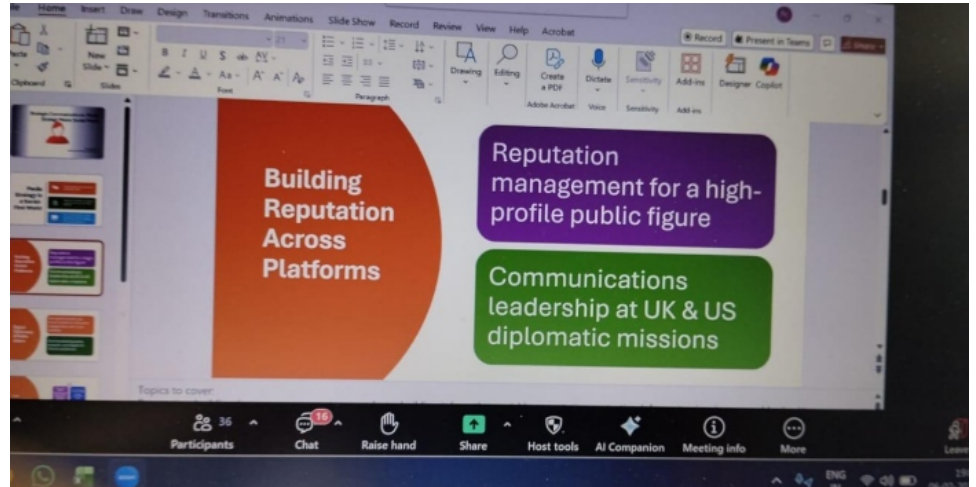 Home Insert Draw Design Transitions Animations Slide Show Record Review View Help Acrobat
Record Present in Teams
New
Slide
Drawing
Editing
Create
a PDF
Dictate
Sensitivity
Add-ins
Designer Copilot
Clipboard
Slides
Font
Paragraph
Adobe Acrobat
Voice
Sensitivity
Add-ins
Building
Reputation
Across
Platforms
Reputation
management for a high-
profile public figure
Communications
leadership at UK & US
diplomatic missions
Topics to cover:
36
16
Participants
Chat
Raise hand
Share
Host tools
AI Companion
Meeting info
More
Leave
ENG